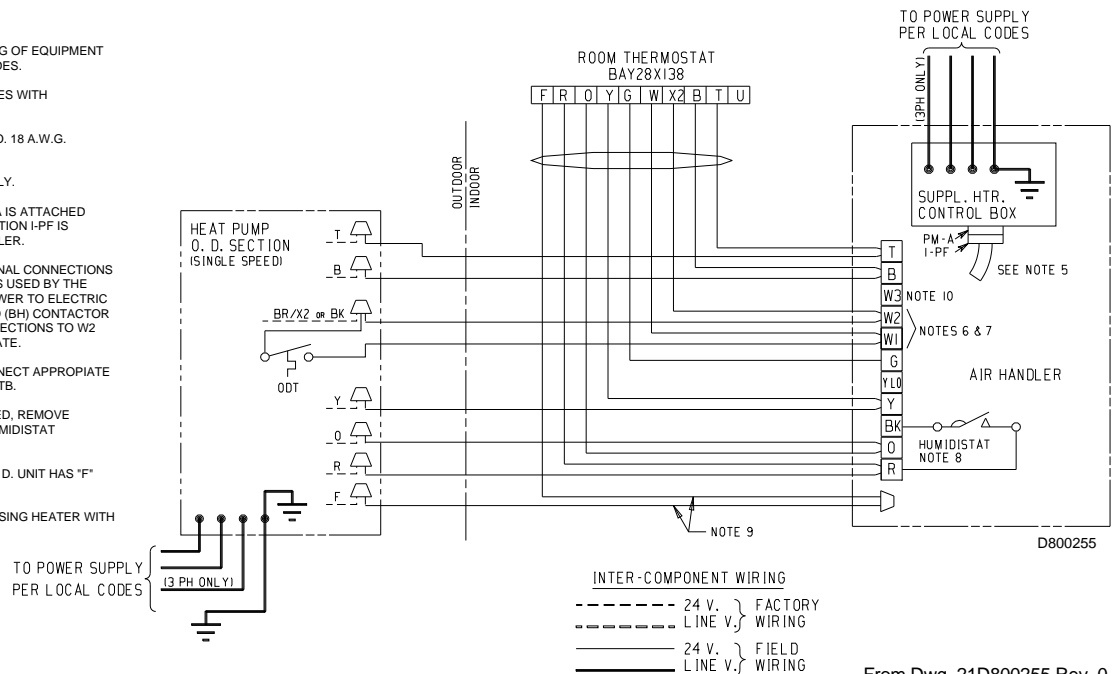 G OF EQUIPMENT
DES.
ES WITH
O. 18 A.W.G.
LY.
A IS ATTACHED
TION I-PF IS
LER.
NAL CONNECTIONS
S USED BY THE
WER TO ELECTRIC
D (BH) CONTACTOR
ECTIONS TO W2
ATE.
NECT APPROPIATE
TB.
ED, REMOVE
MIDISTAT
D. UNIT HAS "F"
SING HEATER WITH
TO POWER SUPPLY
PER LOCAL CODES
(3PH ONLY)
ROOM THERMOSTAT
BAY28X138
F R O Y G W X2 B T U
OUTDOOR
INDOOR
HEAT PUMP
O. D. SECTION
(SINGLE SPEED)
T
B
BR/X2 OR BK
ODT
Y
O
R
F
TO POWER SUPPLY
PER LOCAL CODES
(3 PH ONLY)
SUPPL. HTR.
CONTROL BOX
PM-A
I-PF
SEE NOTE 5
T
B
W3 NOTE 10
W2
W1
NOTES 6 & 7
G
YLO
Y
BK
O
R
AIR HANDLER
HUMIDISTAT
NOTE 8
NOTE 9
D800255
INTER-COMPONENT WIRING
24 V. FACTORY
LINE V. WIRING
24 V. FIELD
LINE V. WIRING
From Dwg. 21D800255 Rev. 0